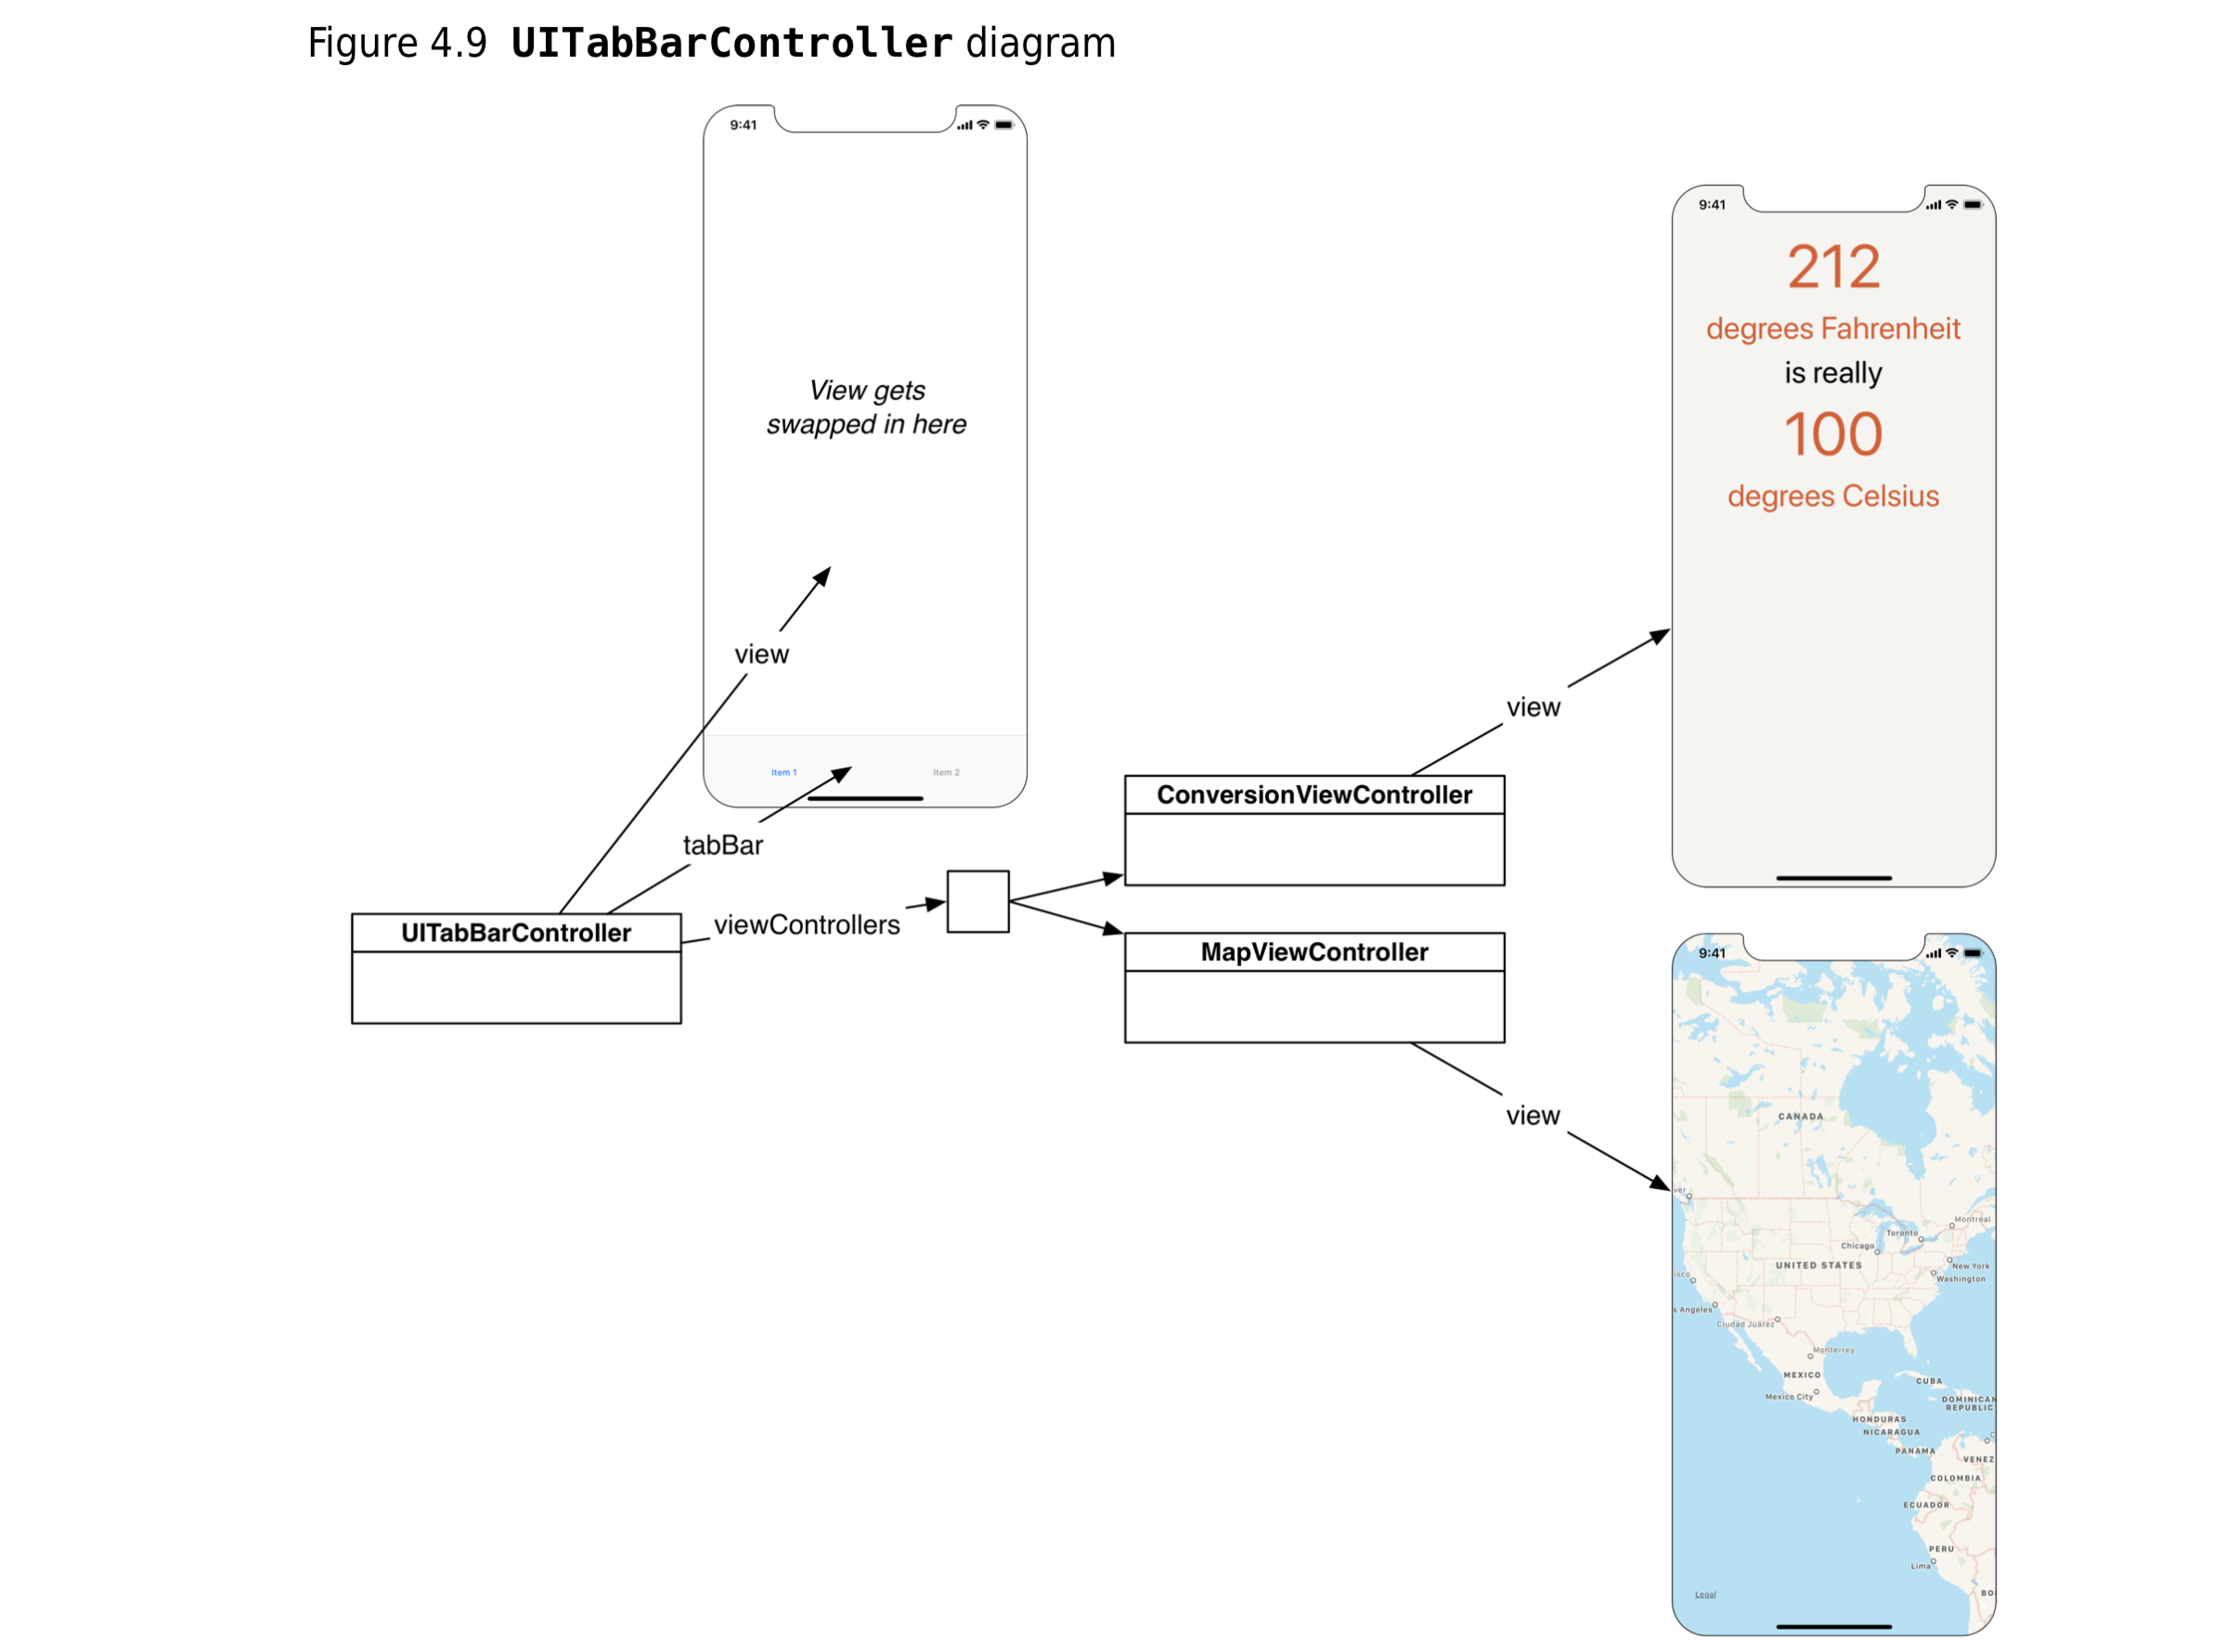 Figure 4.9 UITabBarController diagram
9:41
View gets
swapped in here
view
Item 1
Item 2
tabBar
viewControllers
UITabBarController
ConversionViewController
MapViewController
view
view
9:41
212
degrees Fahrenheit
is really
100
degrees Celsius
9:41
CANADA
ver
Montréal
Toronto
Chicago
UNITED STATES
New York
Washington
isco
s Angeles
Ciudad Juárez
Monterrey
MEXICO
Mexico City
CUBA
DOMINICAN
REPUBLIC
HONDURAS
NICARAGUA
PANAMA
VENEZ
COLOMBIA
ECUADOR
PERU
Lima
BO
Legal